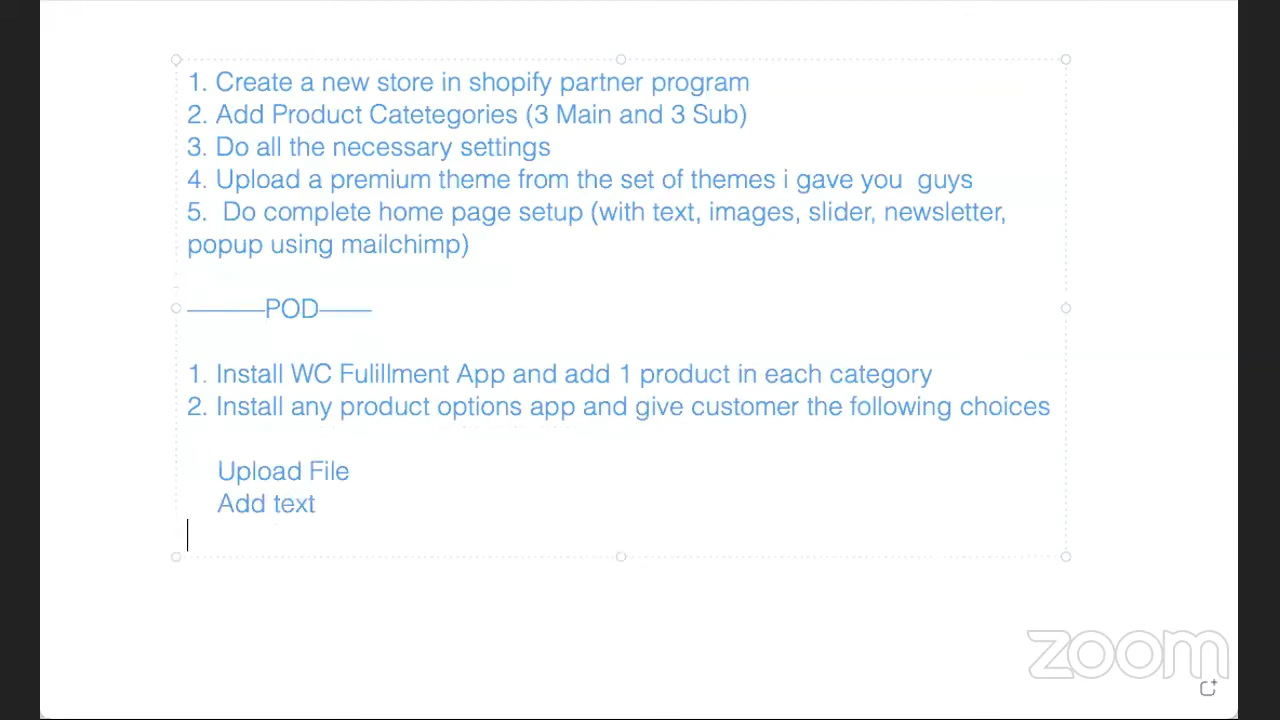 1. Create a new store in shopify partner program
2. Add Product Catetegories (3 Main and 3 Sub)
3. Do all the necessary settings
4. Upload a premium theme from the set of themes i gave you  guys
5.  Do complete home page setup (with text, images, slider, newsletter,
popup using mailchimp)
———POD——
1. Install WC Fulillment App and add 1 product in each category
2. Install any product options app and give customer the following choices
Upload File
Add text
zoom